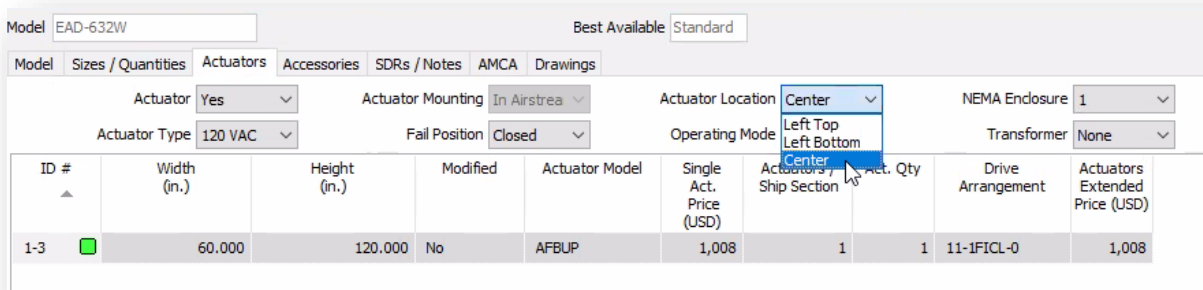 Model EAD-632W Best Available Standard
Model Sizes / Quantities Actuators Accessories SDRs / Notes AMCA Drawings
Actuator Yes Actuator Mounting In Airstrea Actuator Location Center NEMA Enclosure 1
Actuator Type 120 VAC Fail Position Closed Operating Mode Transformer None
Left Top
Left Bottom
Center
ID # Width (in.) Height (in.) Modified Actuator Model Single Act. Price (USD) Actuators / Ship Section Act. Qty Drive Arrangement Actuators Extended Price (USD)
1-3 60.000 120.000 No AFBUP 1,008 1 1 11-1FICL-0 1,008